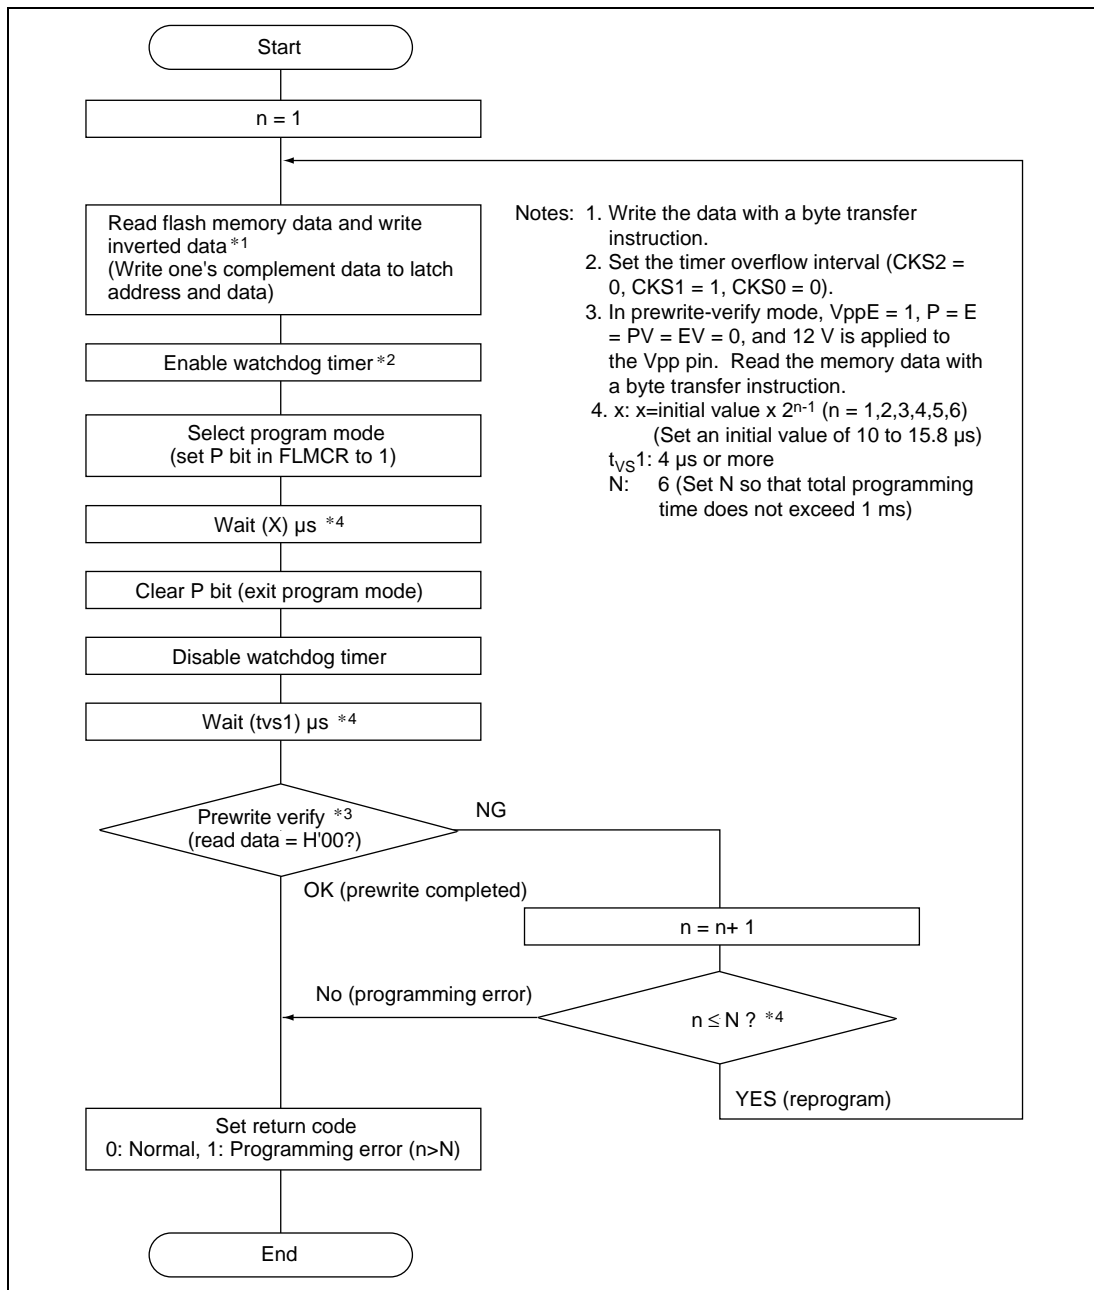 Start
n = 1
Read flash memory data and write
inverted data *1
(Write one's complement data to latch
address and data)
Enable watchdog timer *2
Select program mode
(set P bit in FLMCR to 1)
Wait (X) µs *4
Clear P bit (exit program mode)
Disable watchdog timer
Wait (tvs1) µs *4
Prewrite verify *3
(read data = H'00?)
NG
OK (prewrite completed)
n = n+ 1
No (programming error)
n ≤ N ? *4
YES (reprogram)
Set return code
0: Normal, 1: Programming error (n>N)
End
Notes: 1. Write the data with a byte transfer
instruction.
2. Set the timer overflow interval (CKS2 =
0, CKS1 = 1, CKS0 = 0).
3. In prewrite-verify mode, VppE = 1, P = E
= PV = EV = 0, and 12 V is applied to
the Vpp pin. Read the memory data with
a byte transfer instruction.
4. x: x=initial value x 2^n-1 (n = 1,2,3,4,5,6)
(Set an initial value of 10 to 15.8 µs)
tVS1: 4 µs or more
N: 6 (Set N so that total programming
time does not exceed 1 ms)